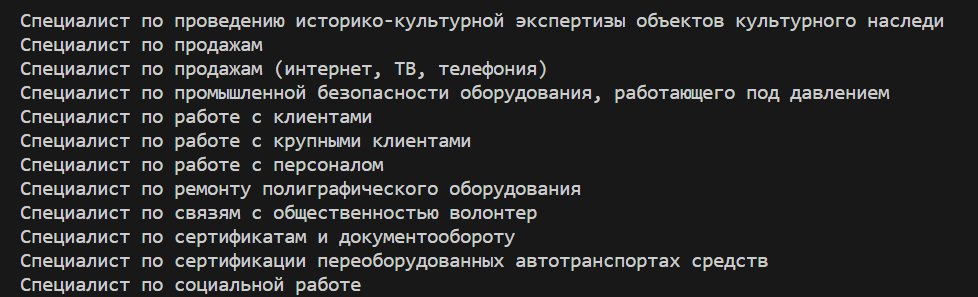 Специалист по проведению историко-культурной экспертизы объектов культурного наследи
Специалист по продажам
Специалист по продажам (интернет, ТВ, телефония)
Специалист по промышленной безопасности оборудования, работающего под давлением
Специалист по работе с клиентами
Специалист по работе с крупными клиентами
Специалист по работе с персоналом
Специалист по ремонту полиграфического оборудования
Специалист по связям с общественностью волонтер
Специалист по сертификатам и документообороту
Специалист по сертификации переоборудованных автотранспортах средств
Специалист по социальной работе